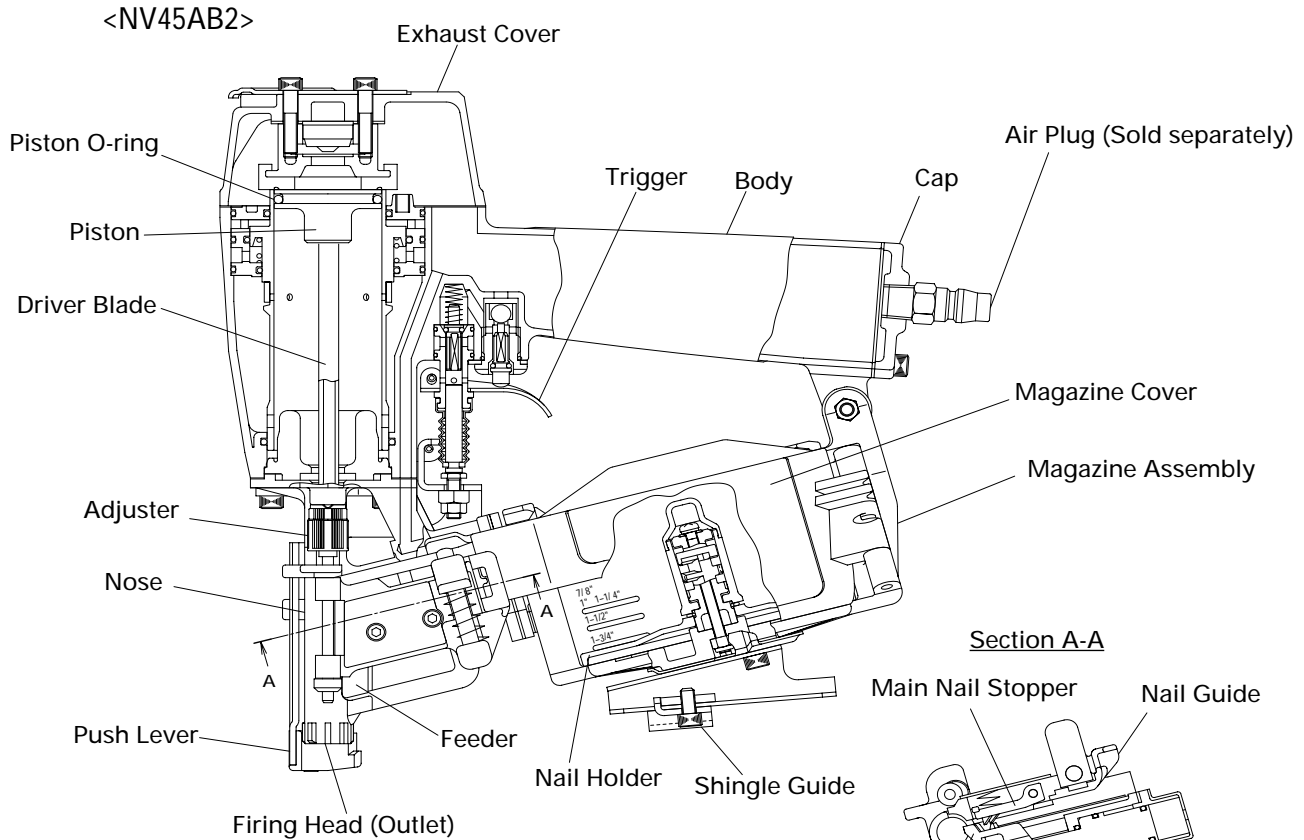 <NV45AB2>
Exhaust Cover
Air Plug (Sold separately)
Piston O-ring
Trigger
Body
Cap
Piston
Driver Blade
Magazine Cover
Magazine Assembly
Adjuster
Nose
7/8"
1" 1-1/4"
1-1/2"
1-3/4"
A
A
Section A-A
Main Nail Stopper
Nail Guide
Push Lever
Feeder
Nail Holder
Shingle Guide
Firing Head (Outlet)